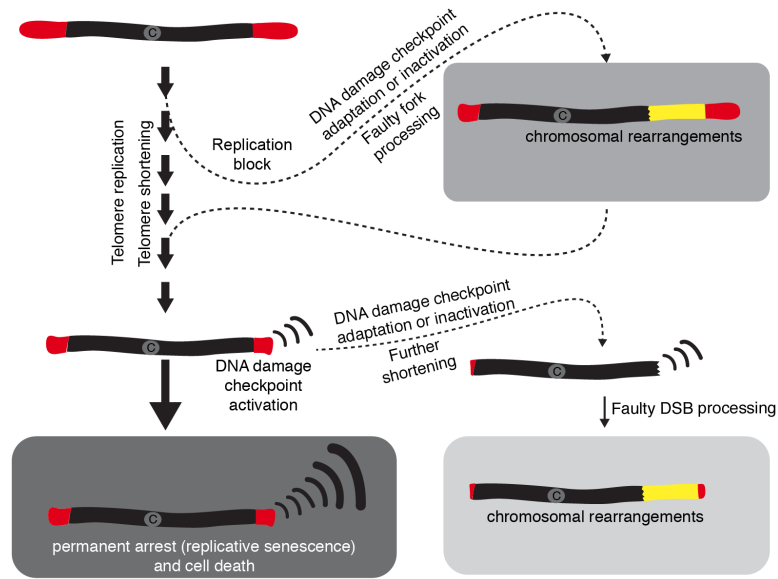 C
DNA damage checkpoint
adaptation or inactivation
Faulty fork
processing
Replication
block
C
chromosomal rearrangements
Telomere replication
Telomere shortening
DNA damage checkpoint
adaptation or inactivation
Further
shortening
C
DNA damage
checkpoint
activation
C
Faulty DSB processing
C
permanent arrest (replicative senescence)
and cell death
C
chromosomal rearrangements